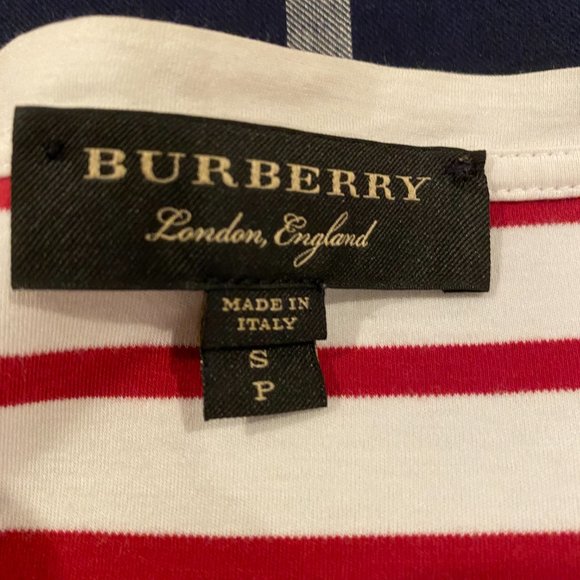 BURBERRY
London, England
MADE IN
ITALY
S
P